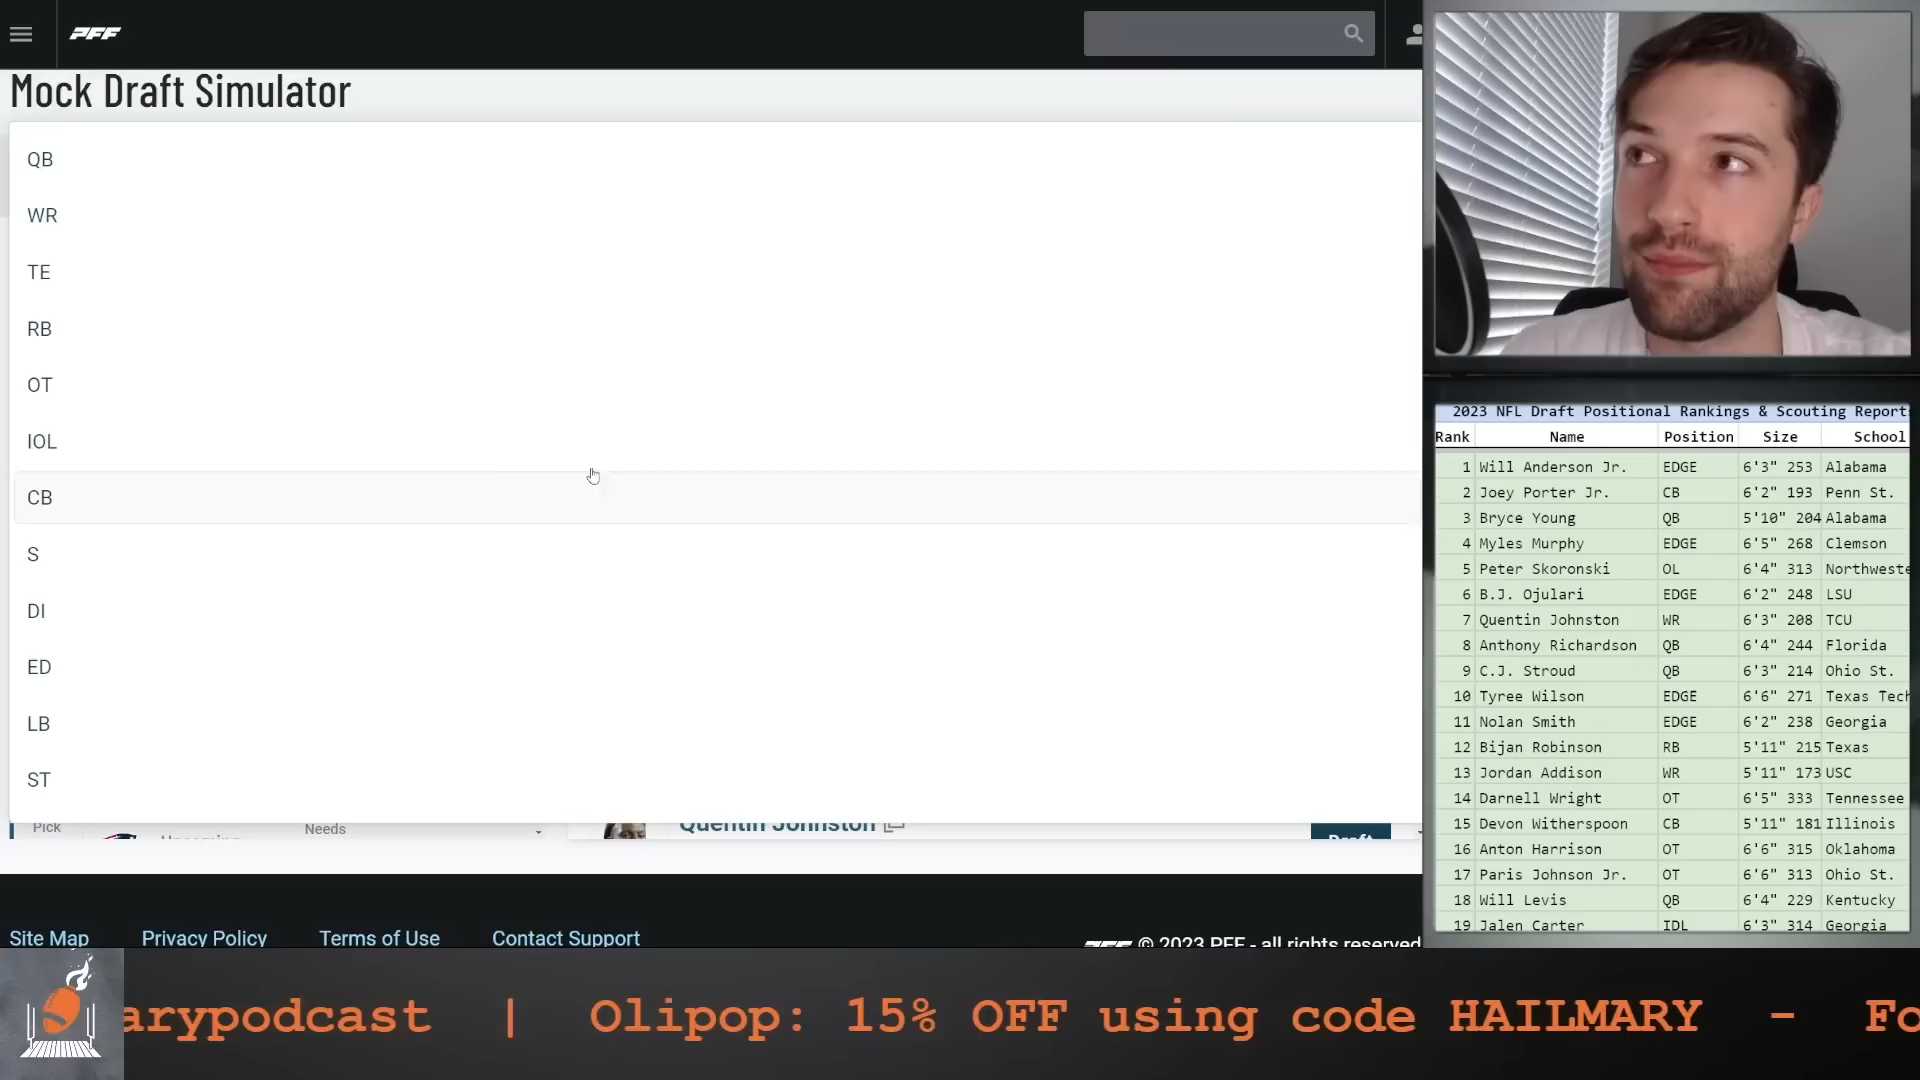 PFF
Mock Draft Simulator
QB
WR
TE
RB
OT
IOL
CB
S
DI
ED
LB
ST
Pick
Upcoming
Needs
Quentin Johnston
Draft
Site Map Privacy Policy Terms of Use Contact Support
PFF © 2023 PFF - all rights reserved
2023 NFL Draft Positional Rankings & Scouting Reports
Rank Name Position Size School
1 Will Anderson Jr. EDGE 6'3" 253 Alabama
2 Joey Porter Jr. CB 6'2" 193 Penn St.
3 Bryce Young QB 5'10" 204 Alabama
4 Myles Murphy EDGE 6'5" 268 Clemson
5 Peter Skoronski OL 6'4" 313 Northweste
6 B.J. Ojulari EDGE 6'2" 248 LSU
7 Quentin Johnston WR 6'3" 208 TCU
8 Anthony Richardson QB 6'4" 244 Florida
9 C.J. Stroud QB 6'3" 214 Ohio St.
10 Tyree Wilson EDGE 6'6" 271 Texas Tech
11 Nolan Smith EDGE 6'2" 238 Georgia
12 Bijan Robinson RB 5'11" 215 Texas
13 Jordan Addison WR 5'11" 173 USC
14 Darnell Wright OT 6'5" 333 Tennessee
15 Devon Witherspoon CB 5'11" 181 Illinois
16 Anton Harrison OT 6'6" 315 Oklahoma
17 Paris Johnson Jr. OT 6'6" 313 Ohio St.
18 Will Levis QB 6'4" 229 Kentucky
19 Jalen Carter IDL 6'3" 314 Georgia
arypodcast | Olipop: 15% OFF using code HAILMARY - Fo